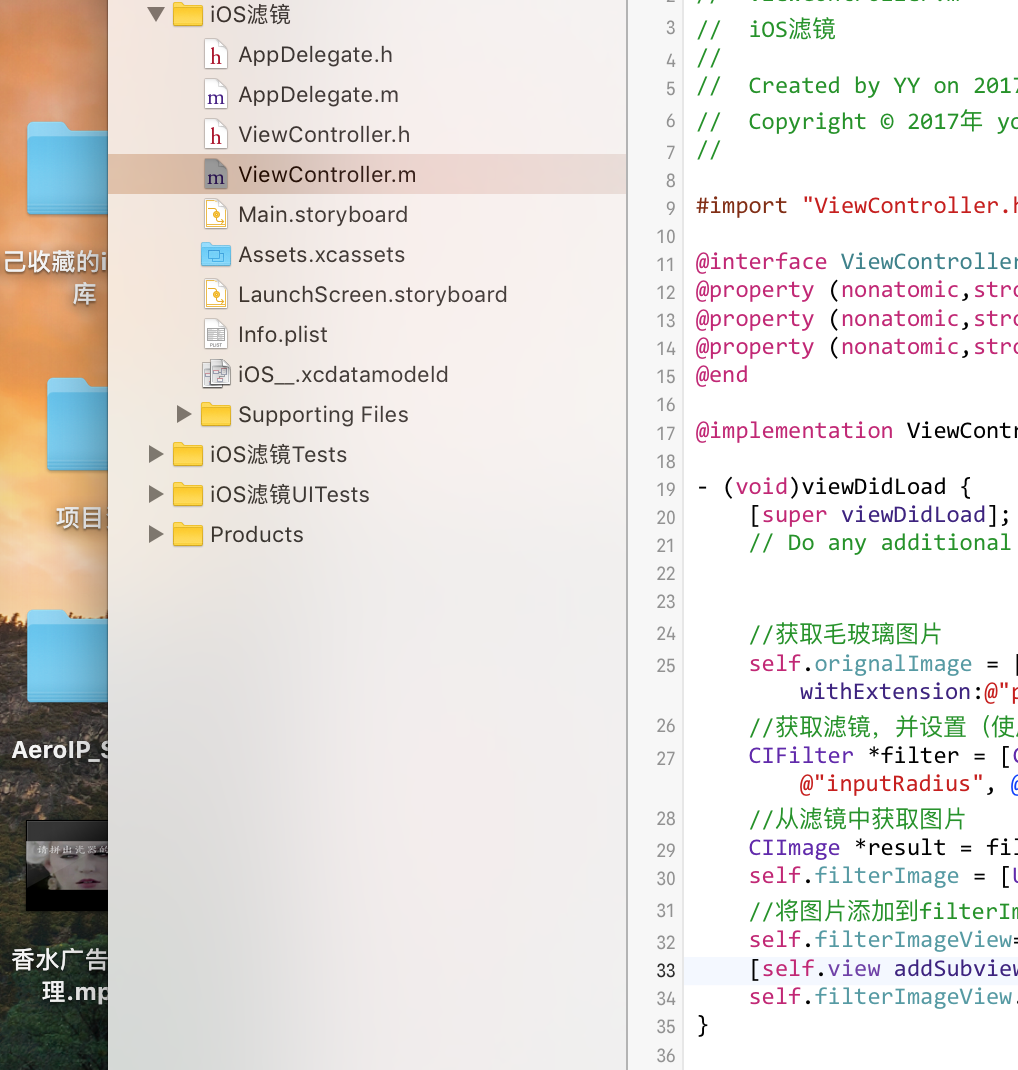 己收藏的i
库
项目
AeroIP_S
请拼出瓷器的
香水广告
理.mp
iOS滤镜
h AppDelegate.h
m AppDelegate.m
h ViewController.h
m ViewController.m
Main.storyboard
Assets.xcassets
LaunchScreen.storyboard
PLIST Info.plist
iOS__.xcdatamodeld
Supporting Files
iOS滤镜Tests
iOS滤镜UITests
Products
3 //  iOS滤镜
4 //
5 //  Created by YY on 2017
6 //  Copyright © 2017年 yo
7 //
8
9 #import "ViewController.h
10
11 @interface ViewController
12 @property (nonatomic,stro
13 @property (nonatomic,stro
14 @property (nonatomic,stro
15 @end
16
17 @implementation ViewContr
18
19 - (void)viewDidLoad {
20     [super viewDidLoad];
21     // Do any additional
22
23
24     //获取毛玻璃图片
25     self.orignalImage = [
withExtension:@"p
26     //获取滤镜，并设置（使
27     CIFilter *filter = [C
@"inputRadius", @
28     //从滤镜中获取图片
29     CIImage *result = fil
30     self.filterImage = [U
31     //将图片添加到filterIm
32     self.filterImageView=
33     [self.view addSubview
34     self.filterImageView.
35 }
36